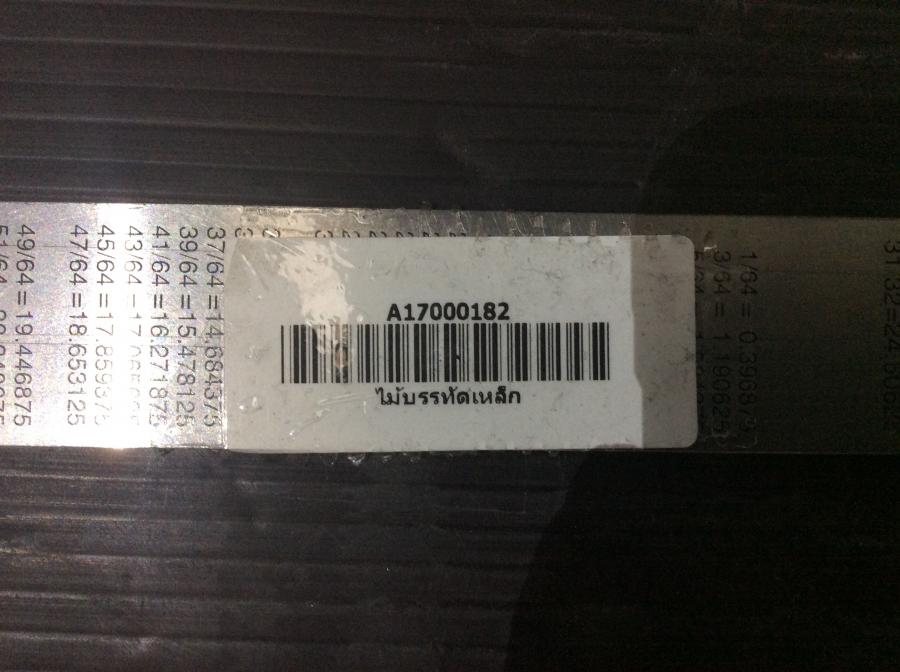 A17000182
ไม้บรรทัดเหล็ก
1/64 = 0.396875
3/64 = 1.190625
37/64 = 14.684375
39/64 = 15.478125
41/64 = 16.271875
43/64 =
45/64 = 17.859375
47/64 = 18.653125
49/64 = 19.446875